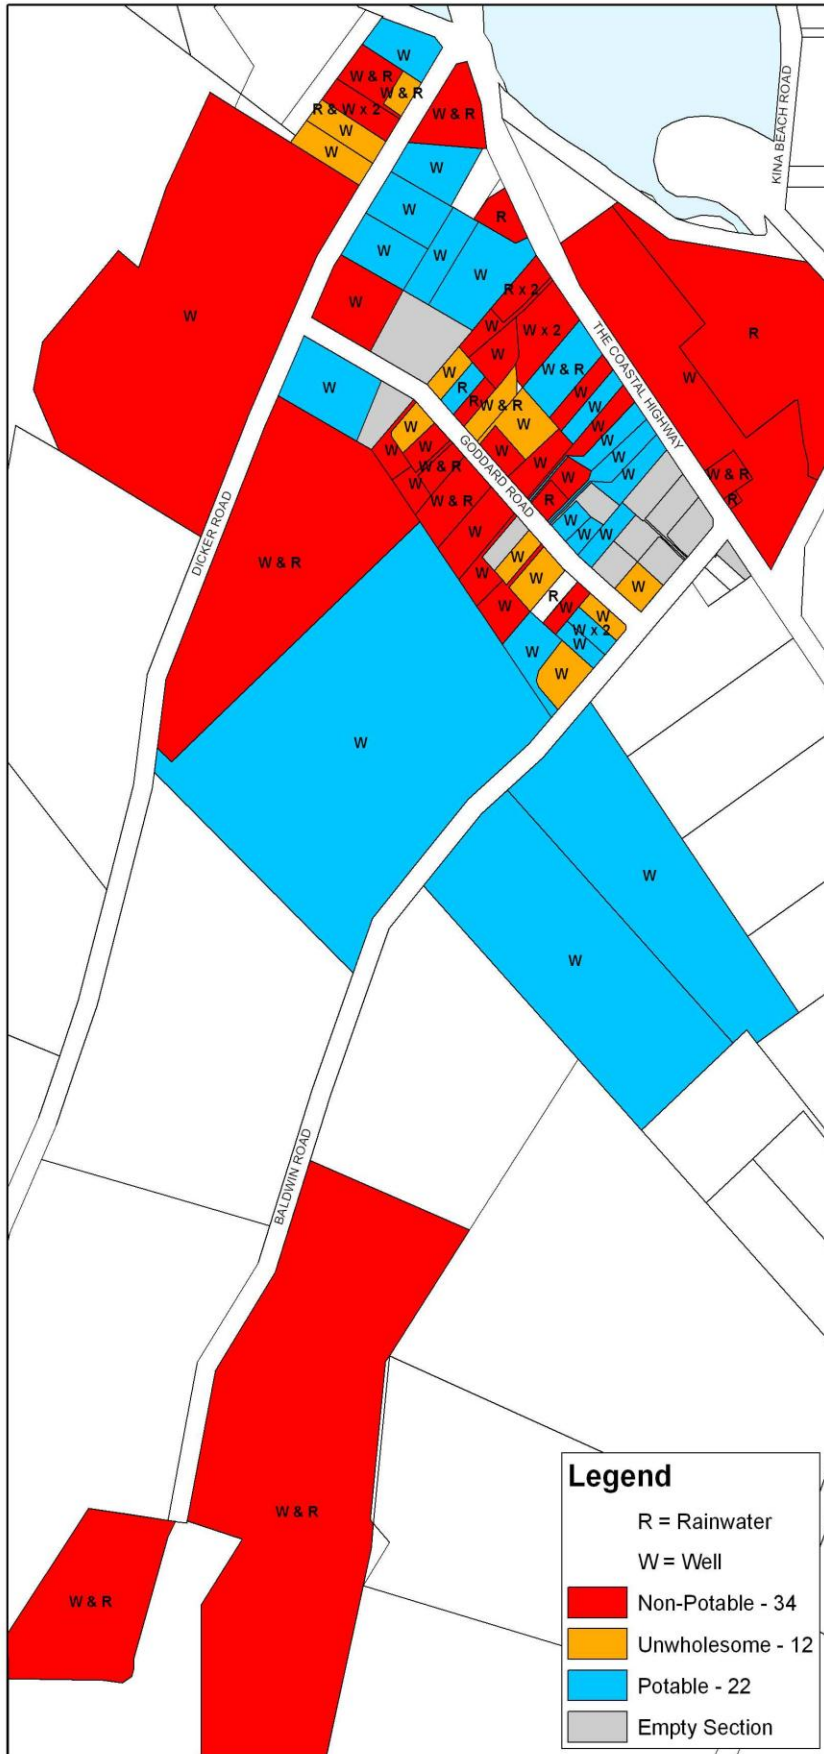 W
W & R
W & R
R & W x 2
W
W
W & R
W
W
W
W
W
R
W
W
R x 2
W
W x 2
W
W & R
W
R
R
W & R
W
W
W
W
W
W
W
W
W
R
W
W & R
R
W
W
W
W & R
W
W & R
W
W
W
R
W
W
W
W
W
W
R
W
W
W
W
W x 2
W
W
W
W
W & R
W
W
W
W & R
W & R
KINA BEACH ROAD
THE COASTAL HIGHWAY
GODDARD ROAD
DICKER ROAD
BALDWIN ROAD
Legend
R = Rainwater
W = Well
Non-Potable - 34
Unwholesome - 12
Potable - 22
Empty Section